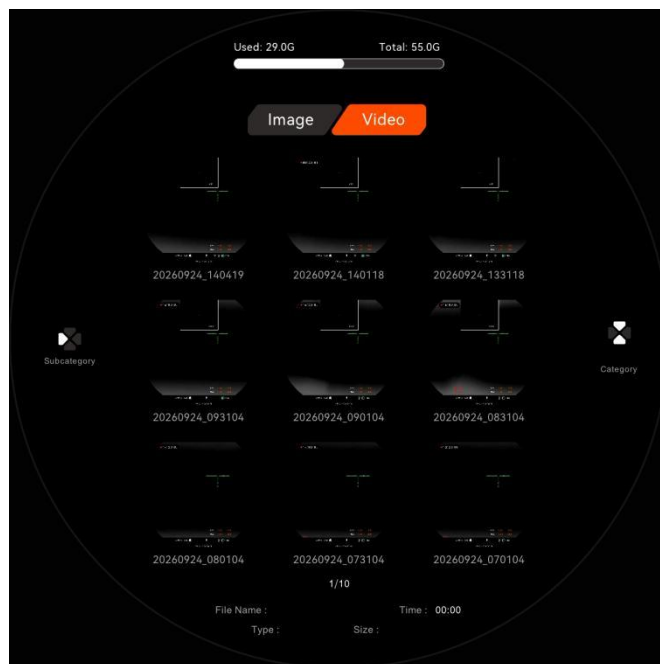 Used: 29.0G Total: 55.0G
Image Video
20260924_140419 20260924_140118 20260924_133118
Subcategory
Category
20260924_093104 20260924_090104 20260924_083104
20260924_080104 20260924_073104 20260924_070104
1/10
File Name : Time : 00:00
Type : Size :